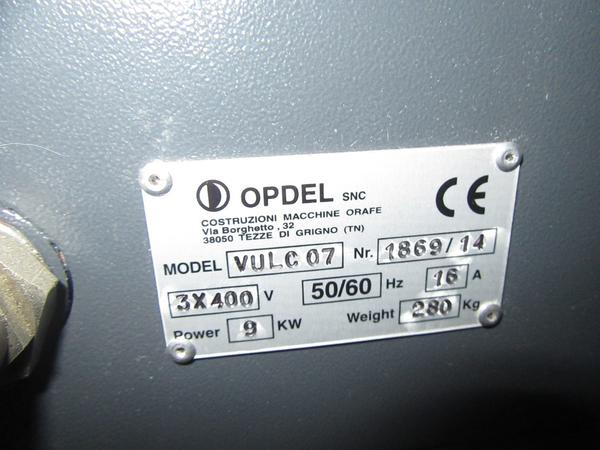 OPDEL SNC
COSTRUZIONI MACCHINE ORAFE
Via Borghetto , 32
38050 TEZZE DI GRIGNO (TN)
CE
MODEL VULC 07 Nr. 1869/14
3X400 V 50/60 Hz 16 A
Power 9 KW Weight 280 Kg